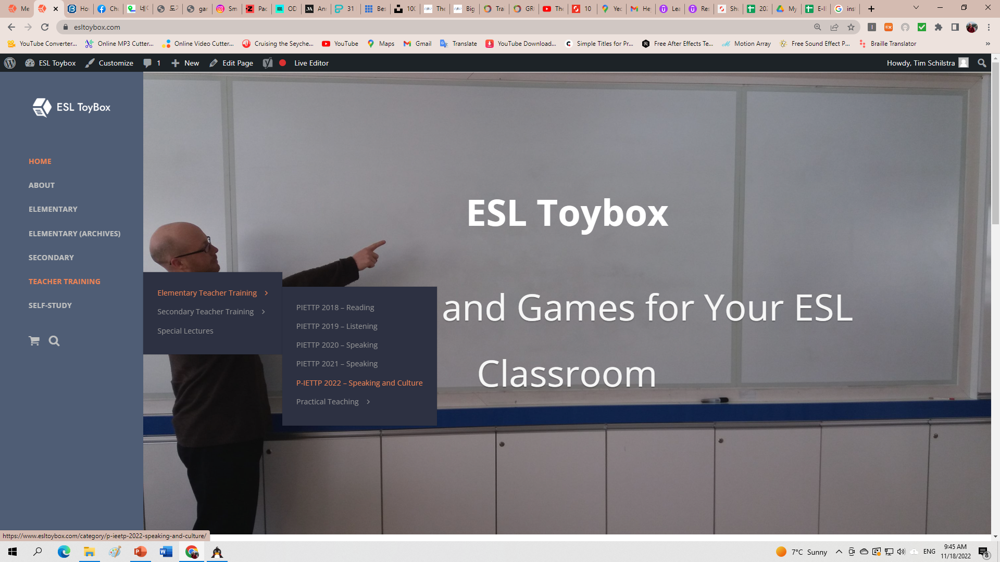 Me
Bo
Ho
Ch
네이
도기
gar
Sm
Pac
OD
An
31
Bes
100
The
Big
Tra
GR
The
10
Yec
He
Lea
Res
Sh
202
My
E-I
ins
esltoybox.com
YouTube Converter...
Online MP3 Cutter...
Online Video Cutter...
Cruising the Seyche...
YouTube
Maps
Gmail
Translate
YouTube Download...
Simple Titles for Pr...
Free After Effects Te...
Motion Array
Free Sound Effect P...
Braille Translator
»
ESL Toybox
Customize
1
New
Edit Page
Live Editor
Howdy, Tim Schilstra
ESL ToyBox
HOME
ABOUT
ELEMENTARY
ELEMENTARY (ARCHIVES)
SECONDARY
TEACHER TRAINING
SELF-STUDY
Elementary Teacher Training
Secondary Teacher Training
Special Lectures
PIETTP 2018 – Reading
PIETTP 2019 – Listening
PIETTP 2020 – Speaking
PIETTP 2021 – Speaking
P-IETTP 2022 – Speaking and Culture
Practical Teaching
ESL Toybox
and Games for Your ESL
Classroom
https://www.esltoybox.com/category/p-ieetp-2022-speaking-and-culture/
7°C Sunny
ENG
9:45 AM
11/18/2022
8